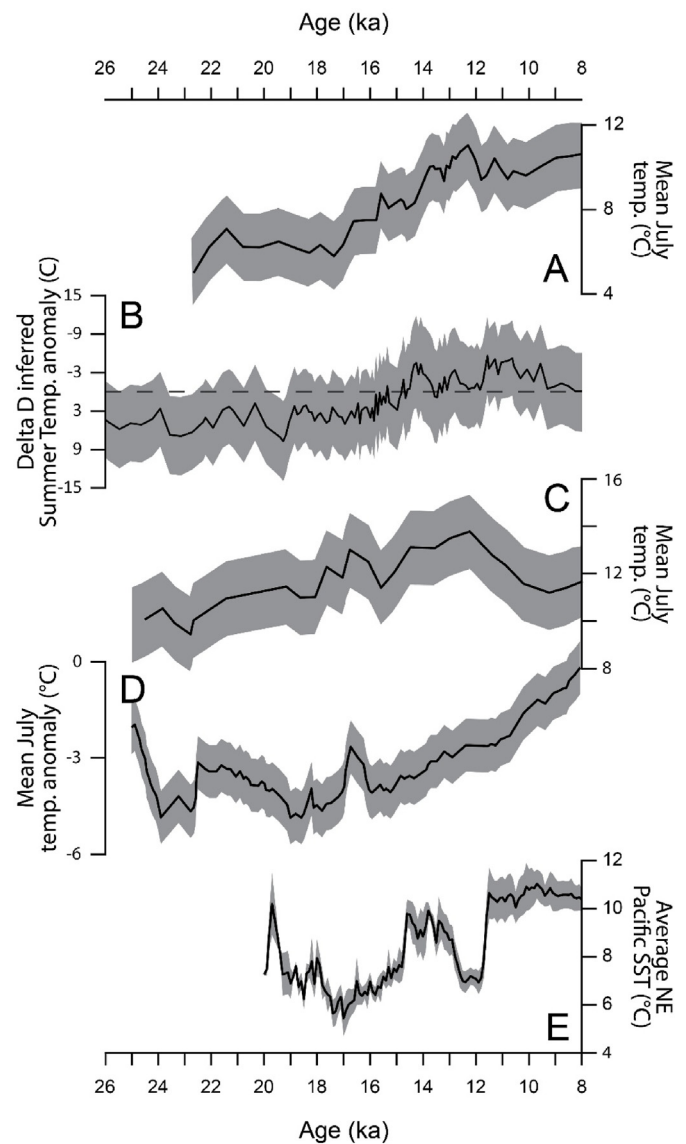 Age (ka)
26 24 22 20 18 16 14 12 10 8
12
8
4
Mean July
temp. (°C)
A
B
15
-9
-3
3
9
-15
Delta D inferred
Summer Temp. anomaly (C)
C
16
12
8
Mean July
temp. (°C)
D
0
-3
-6
Mean July
temp. anomaly (°C)
12
10
8
6
4
Average NE
Pacific SST (°C)
E
26 24 22 20 18 16 14 12 10 8
Age (ka)